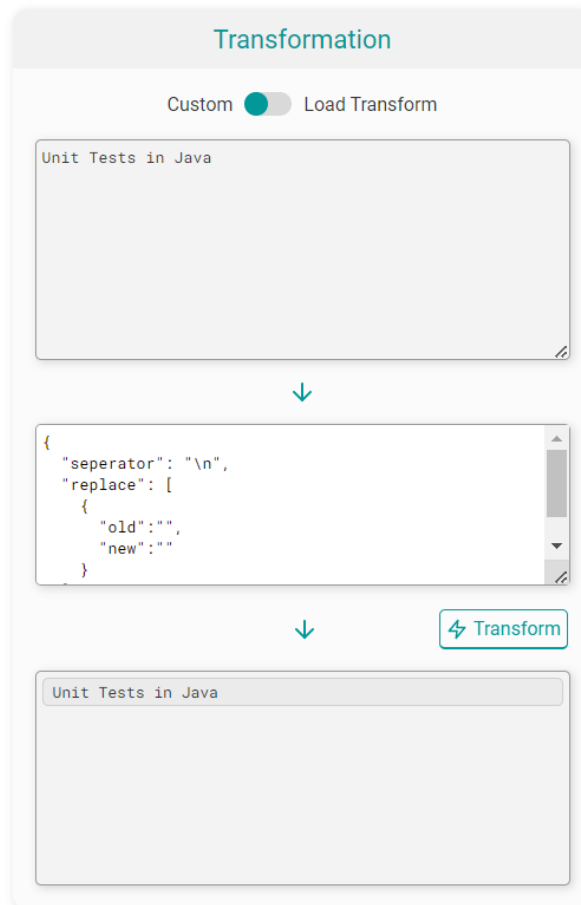 Transformation
Custom Load Transform
Unit Tests in Java
{
"seperator": "\n",
"replace": [
{
"old":"",
"new":""
}
Transform
Unit Tests in Java